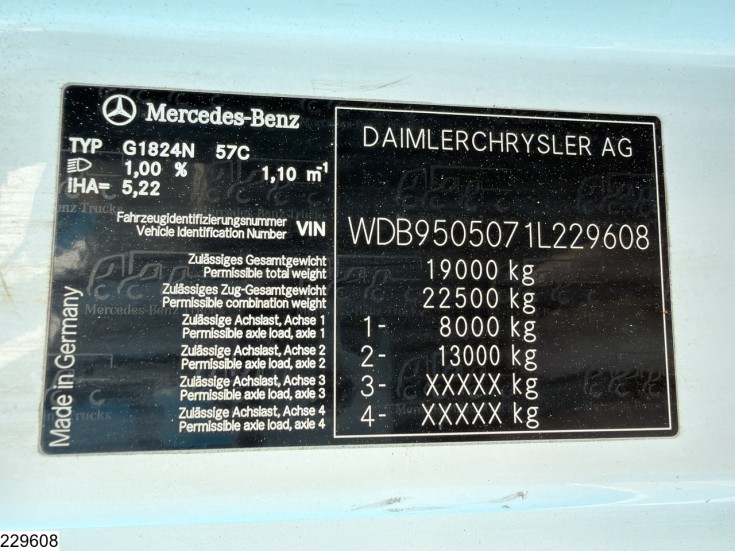 Mercedes-Benz
TYP G1824N 57C
1,00 % 1,10 m⁻¹
IHA= 5,22
DAIMLERCHRYSLER AG
Fahrzeugidentifizierungsnummer
Vehicle Identification Number VIN WDB9505071L229608
Zulässiges Gesamtgewicht
Permissible total weight 19000 kg
Zulässiges Zug-Gesamtgewicht
Permissible combination weight 22500 kg
Zulässige Achslast, Achse 1
Permissible axle load, axle 1 1- 8000 kg
Zulässige Achslast, Achse 2
Permissible axle load, axle 2 2- 13000 kg
Zulässige Achslast, Achse 3
Permissible axle load, axle 3 3- XXXXX kg
Zulässige Achslast, Achse 4
Permissible axle load, axle 4 4- XXXXX kg
Made in Germany
229608